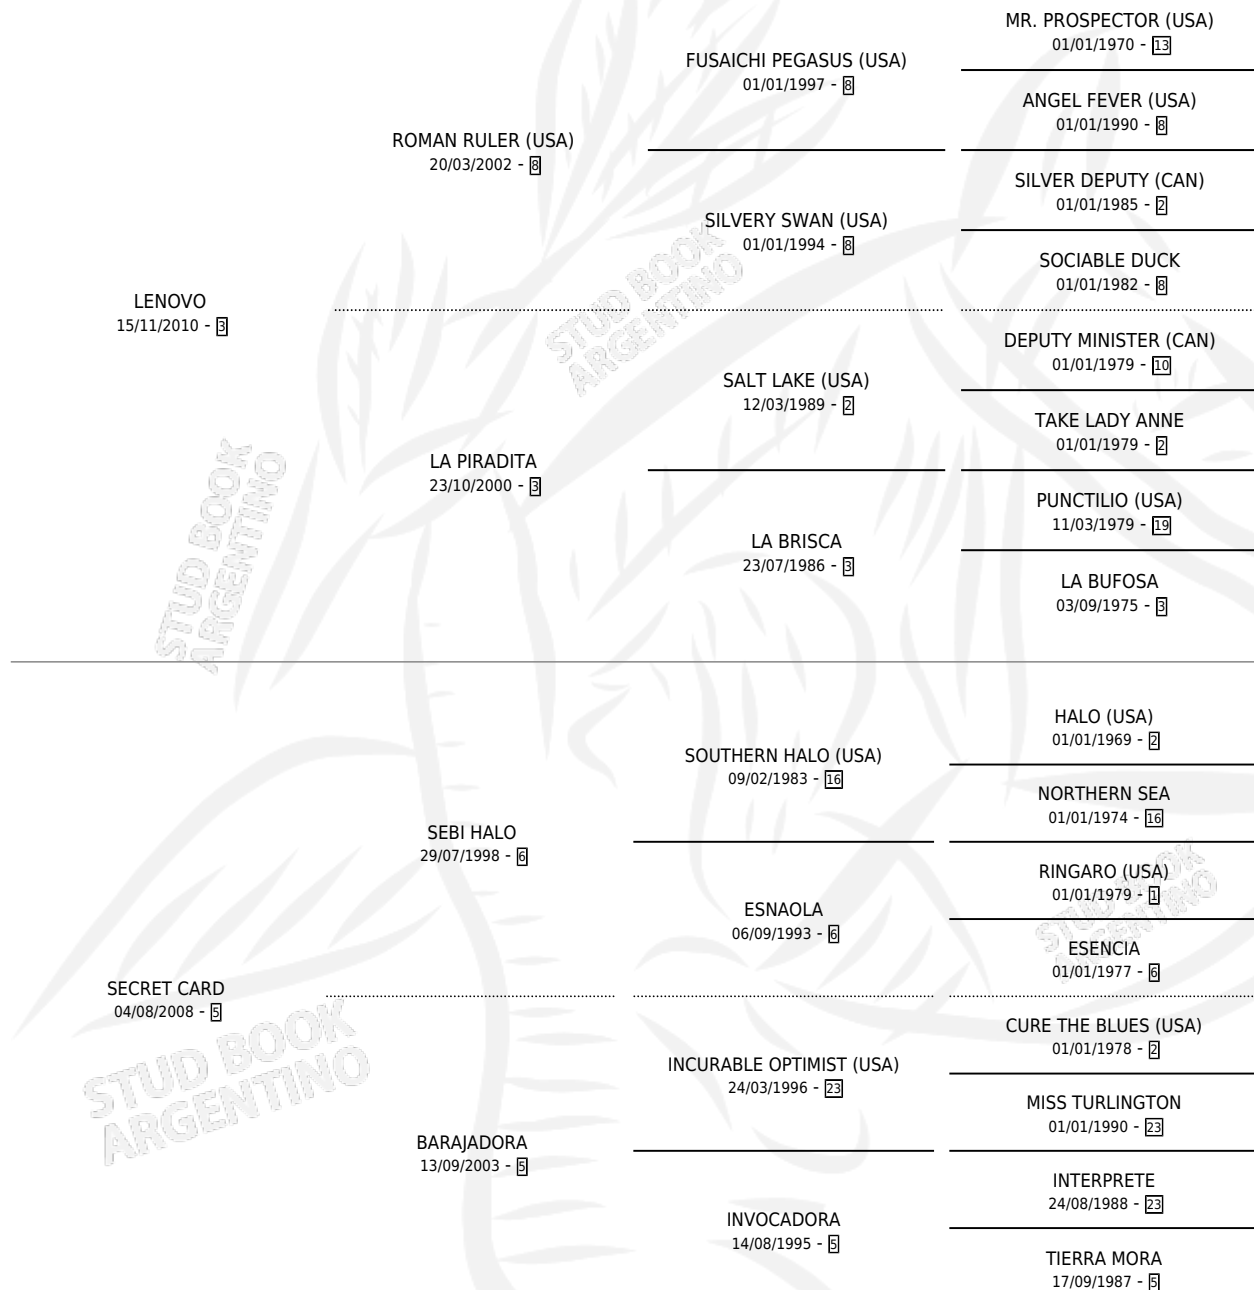 MR. PROSPECTOR (USA)
01/01/1970 - 13
FUSAICHI PEGASUS (USA)
01/01/1997 - 8
ANGEL FEVER (USA)
01/01/1990 - 8
ROMAN RULER (USA)
20/03/2002 - 8
SILVER DEPUTY (CAN)
01/01/1985 - 2
SILVERY SWAN (USA)
01/01/1994 - 8
SOCIABLE DUCK
01/01/1982 - 8
STUD BOOK
ARGENTINO
LENOVO
15/11/2010 - 3
DEPUTY MINISTER (CAN)
01/01/1979 - 10
SALT LAKE (USA)
12/03/1989 - 2
TAKE LADY ANNE
01/01/1979 - 2
LA PIRADITA
23/10/2000 - 3
PUNCTILIO (USA)
11/03/1979 - 19
LA BRISCA
23/07/1986 - 3
LA BUFOSA
03/09/1975 - 3
STUD BOOK
ARGENTINO
HALO (USA)
01/01/1969 - 2
SOUTHERN HALO (USA)
09/02/1983 - 16
NORTHERN SEA
01/01/1974 - 16
SEBI HALO
29/07/1998 - 6
RINGARO (USA)
01/01/1979 - 1
ESNAOLA
06/09/1993 - 6
STUD BOOK
ARGENTINO
ESENCIA
01/01/1977 - 6
SECRET CARD
04/08/2008 - 5
CURE THE BLUES (USA)
01/01/1978 - 2
INCURABLE OPTIMIST (USA)
24/03/1996 - 23
MISS TURLINGTON
01/01/1990 - 23
STUD BOOK
ARGENTINO
BARAJADORA
13/09/2003 - 5
INTERPRETE
24/08/1988 - 23
INVOCADORA
14/08/1995 - 5
TIERRA MORA
17/09/1987 - 5